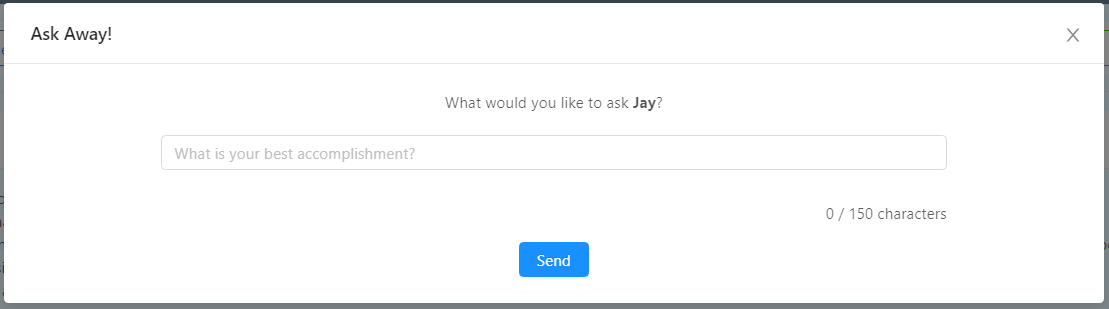 Ask Away!
What would you like to ask Jay?
What is your best accomplishment?
0 / 150 characters
Send